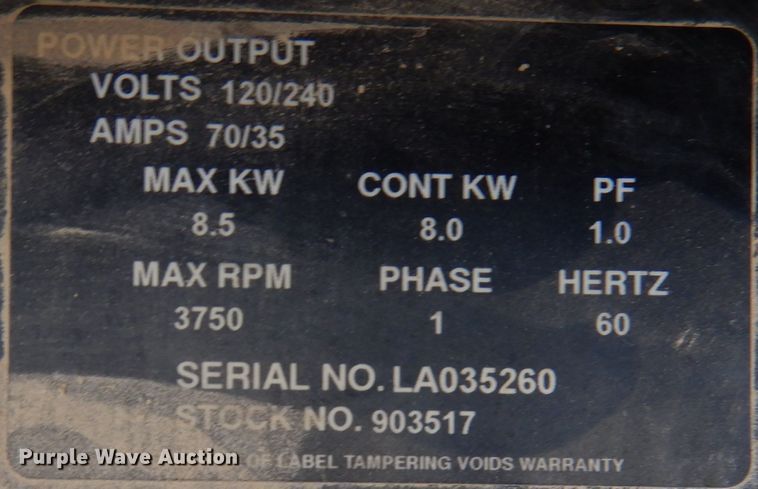 POWER OUTPUT
VOLTS 120/240
AMPS 70/35
MAX KW CONT KW PF
8.5 8.0 1.0
MAX RPM PHASE HERTZ
3750 1 60
SERIAL NO. LA035260
STOCK NO. 903517
OF LABEL TAMPERING VOIDS WARRANTY
Purple Wave Auction